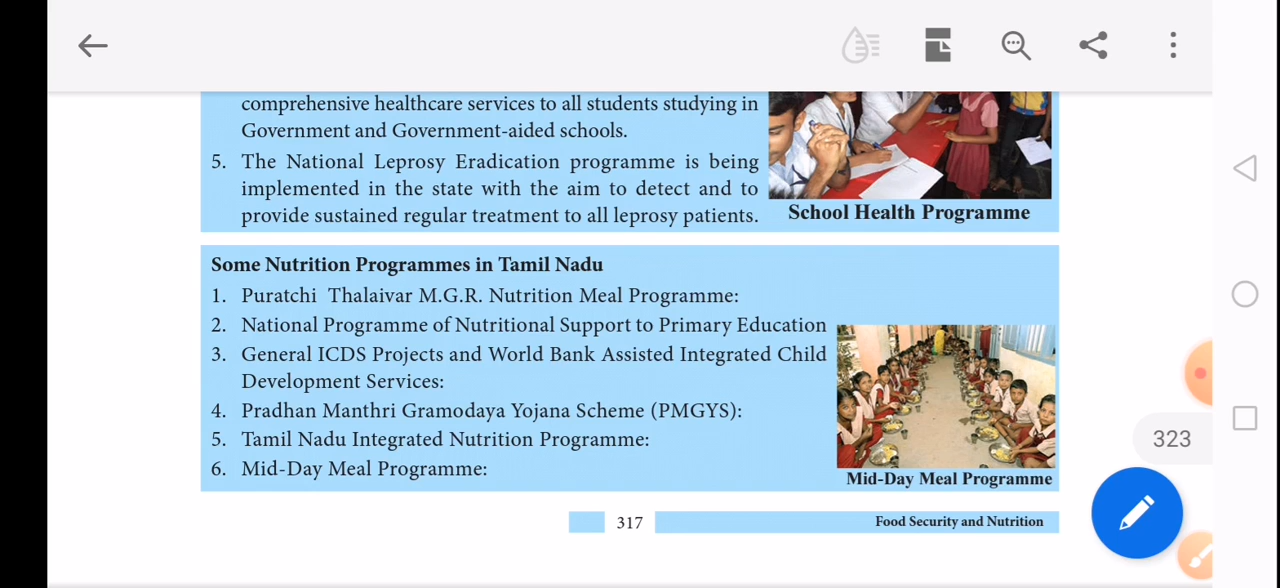 comprehensive healthcare services to all students studying in
Government and Government-aided schools.
5. The National Leprosy Eradication programme is being
implemented in the state with the aim to detect and to
provide sustained regular treatment to all leprosy patients.
School Health Programme
Some Nutrition Programmes in Tamil Nadu
1. Puratchi Thalaivar M.G.R. Nutrition Meal Programme:
2. National Programme of Nutritional Support to Primary Education
3. General ICDS Projects and World Bank Assisted Integrated Child
Development Services:
4. Pradhan Manthri Gramodaya Yojana Scheme (PMGYS):
5. Tamil Nadu Integrated Nutrition Programme:
6. Mid-Day Meal Programme:
Mid-Day Meal Programme
323
317
Food Security and Nutrition